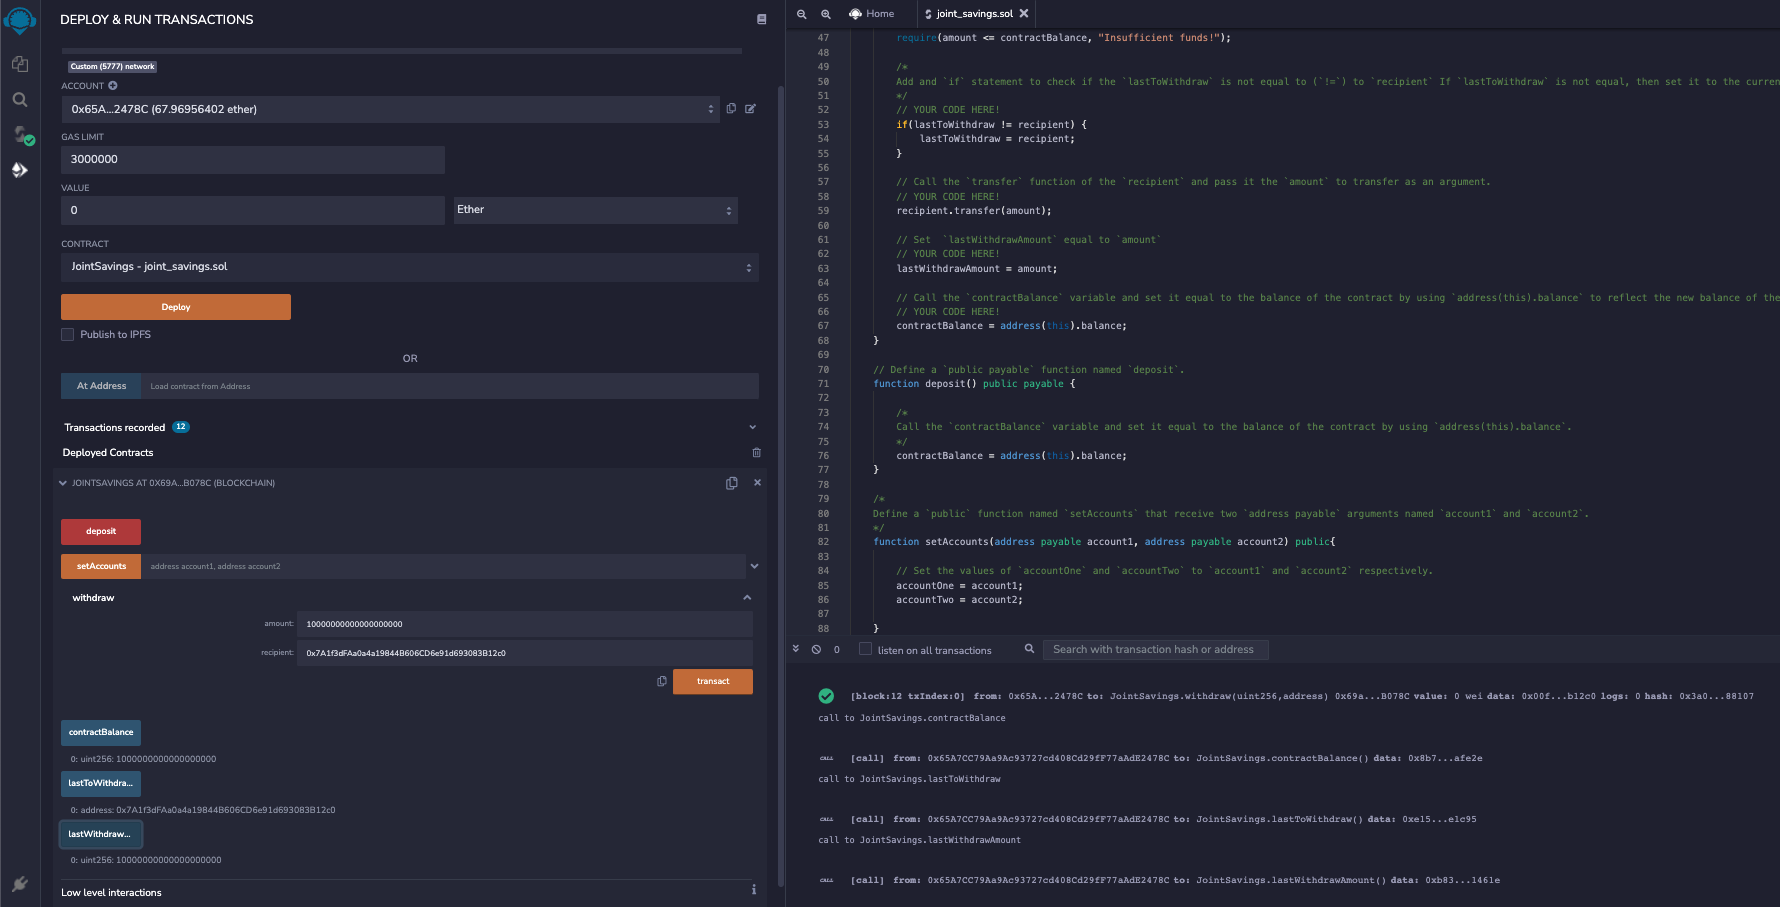 DEPLOY & RUN TRANSACTIONS
Custom (5777) network
ACCOUNT
0x65A...2478C (67.96956402 ether)
GAS LIMIT
3000000
VALUE
0
Ether
CONTRACT
JointSavings - joint_savings.sol
Deploy
Publish to IPFS
OR
At Address
Load contract from Address
Transactions recorded 12
Deployed Contracts
JOINTSAVINGS AT 0X69A...B078C (BLOCKCHAIN)
deposit
setAccounts
address account1, address account2
withdraw
amount:
10000000000000000000
recipient:
0x7A1f3dFAa0a4a19844B606CD6e91d693083B12c0
transact
contractBalance
0: uint256: 1000000000000000000
lastToWithdra...
0: address: 0x7A1f3dFAa0a4a19844B606CD6e91d693083B12c0
lastWithdraw...
0: uint256: 10000000000000000000
Low level interactions
Home
joint_savings.sol
47 require(amount <= contractBalance, "Insufficient funds!");
48
49 /*
50 Add and `if` statement to check if the `lastToWithdraw` is not equal to (`!=`) to `recipient` If `lastToWithdraw` is not equal, then set it to the curren
51 */
52 // YOUR CODE HERE!
53 if(lastToWithdraw != recipient) {
54 lastToWithdraw = recipient;
55 }
56
57 // Call the `transfer` function of the `recipient` and pass it the `amount` to transfer as an argument.
58 // YOUR CODE HERE!
59 recipient.transfer(amount);
60
61 // Set  `lastWithdrawAmount` equal to `amount`
62 // YOUR CODE HERE!
63 lastWithdrawAmount = amount;
64
65 // Call the `contractBalance` variable and set it equal to the balance of the contract by using `address(this).balance` to reflect the new balance of the
66 // YOUR CODE HERE!
67 contractBalance = address(this).balance;
68 }
69
70 // Define a `public payable` function named `deposit`.
71 function deposit() public payable {
72
73 /*
74 Call the `contractBalance` variable and set it equal to the balance of the contract by using `address(this).balance`.
75 */
76 contractBalance = address(this).balance;
77 }
78
79 /*
80 Define a `public` function named `setAccounts` that receive two `address payable` arguments named `account1` and `account2`.
81 */
82 function setAccounts(address payable account1, address payable account2) public{
83
84 // Set the values of `accountOne` and `accountTwo` to `account1` and `account2` respectively.
85 accountOne = account1;
86 accountTwo = account2;
87
88 }
0
listen on all transactions
Search with transaction hash or address
[block:12 txIndex:0] from: 0x65A...2478C to: JointSavings.withdraw(uint256,address) 0x69a...B078C value: 0 wei data: 0x00f...b12c0 logs: 0 hash: 0x3a0...88107
call to JointSavings.contractBalance
CALL [call] from: 0x65A7CC79Aa9Ac93727cd408Cd29fF77aAdE2478C to: JointSavings.contractBalance() data: 0x8b7...afe2e
call to JointSavings.lastToWithdraw
CALL [call] from: 0x65A7CC79Aa9Ac93727cd408Cd29fF77aAdE2478C to: JointSavings.lastToWithdraw() data: 0xe15...e1c95
call to JointSavings.lastWithdrawAmount
CALL [call] from: 0x65A7CC79Aa9Ac93727cd408Cd29fF77aAdE2478C to: JointSavings.lastWithdrawAmount() data: 0xb83...1461e